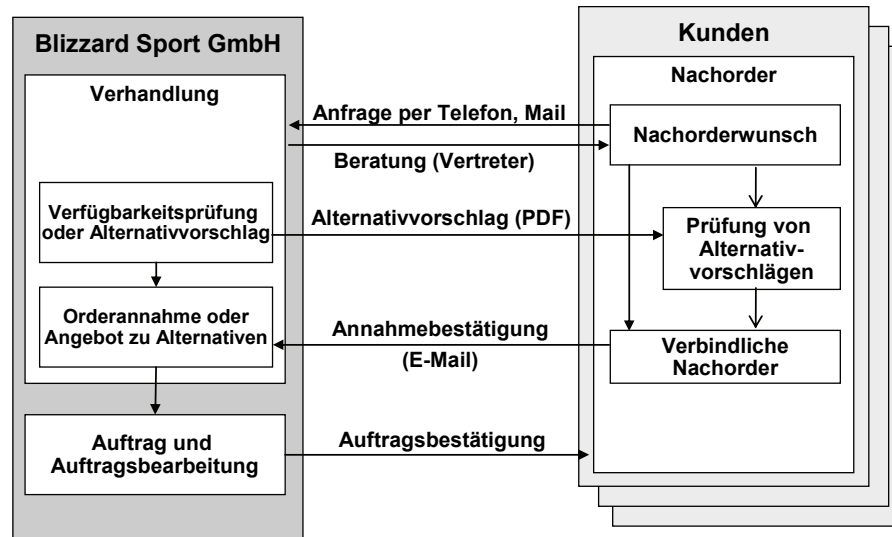 Blizzard Sport GmbH
Verhandlung
Verfügbarkeitsprüfung
oder Alternativvorschlag
Orderannahme oder
Angebot zu Alternativen
Auftrag und
Auftragsbearbeitung
Anfrage per Telefon, Mail
Beratung (Vertreter)
Alternativvorschlag (PDF)
Annahmebestätigung
(E-Mail)
Auftragsbestätigung
Kunden
Nachorder
Nachorderwunsch
Prüfung von
Alternativ-
vorschlägen
Verbindliche
Nachorder